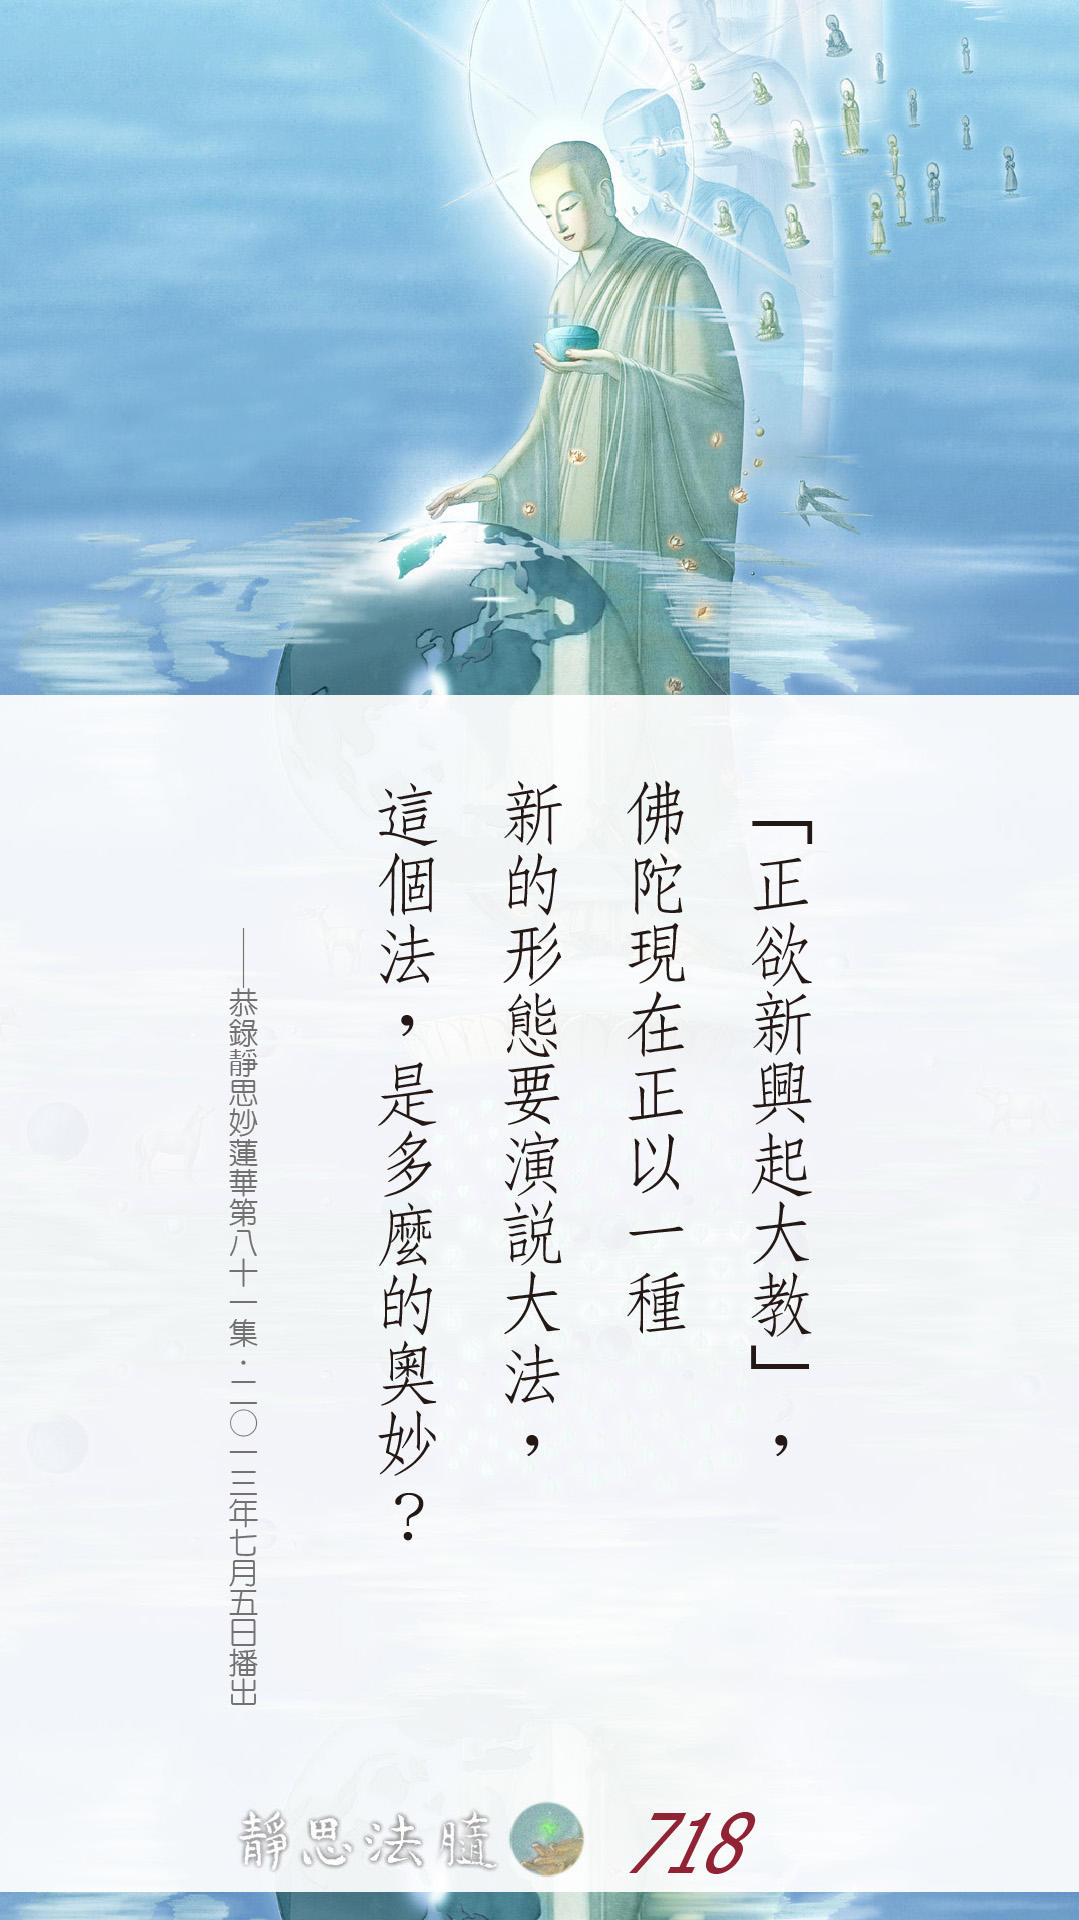 「正欲新興起大教」，
佛陀現在正以一種
新的形態要演說大法，
這個法，是多麼的奧妙？
——恭錄靜思妙蓮華第八十一集．二〇一三年七月五日播出
靜思法髓
718